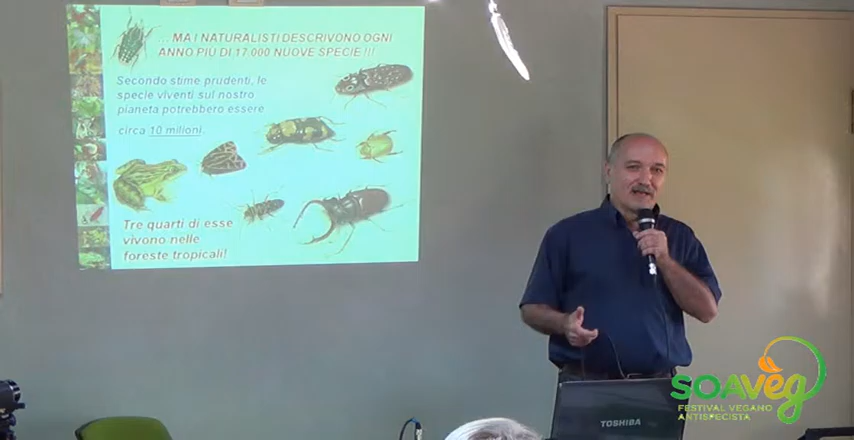 ...MA I NATURALISTI DESCRIVONO OGNI
ANNO PIÙ DI 17.000 NUOVE SPECIE !!!
Secondo stime prudenti, le
specie viventi sul nostro
pianeta potrebbero essere
circa 10 milioni.
Tre quarti di esse
vivono nelle
foreste tropicali!
TOSHIBA
SOAVeg
FESTIVAL VEGANO
ANTISPECISTA